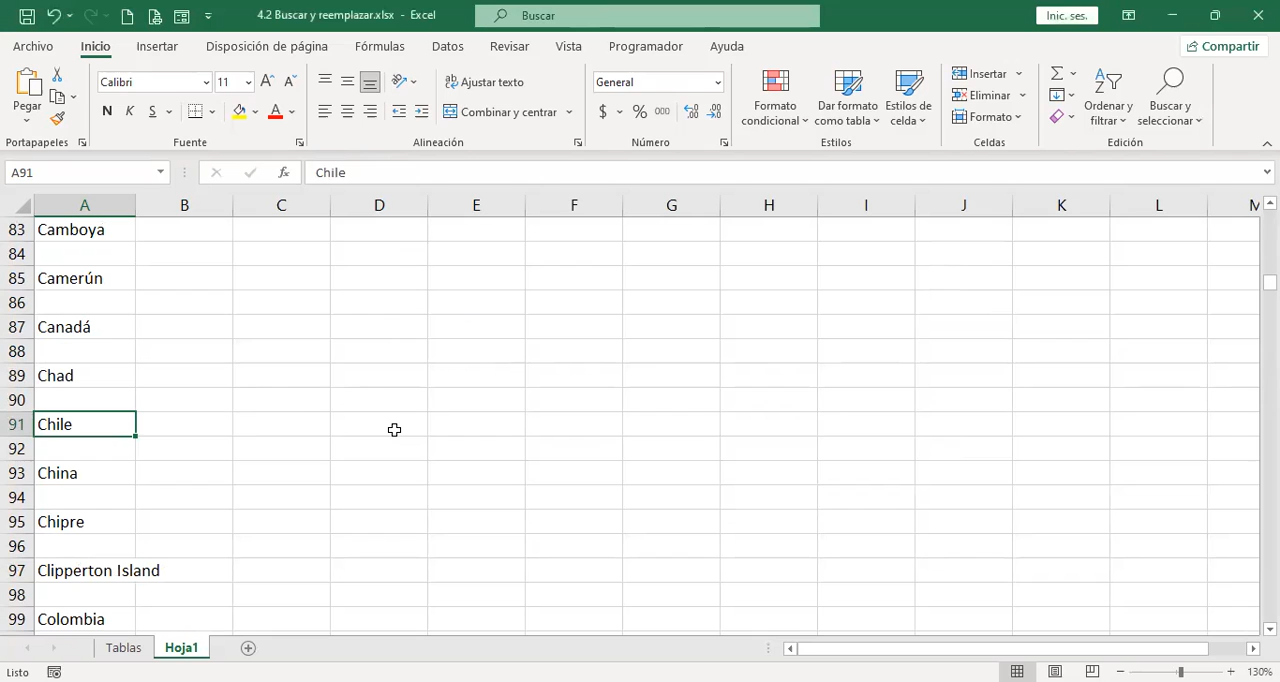 4.2 Buscar y reemplazar.xlsx - Excel
Buscar
Inic. ses.
Archivo Inicio Insertar Disposición de página Fórmulas Datos Revisar Vista Programador Ayuda
Compartir
Pegar
Portapapeles
Calibri 11
N K S
Fuente
Ajustar texto
Combinar y centrar
Alineación
General
$ % 000
Número
Formato condicional
Dar formato como tabla
Estilos de celda
Estilos
Insertar
Eliminar
Formato
Celdas
Ordenar y filtrar
Buscar y seleccionar
Edición
A91
fx
Chile
A B C D E F G H I J K L M
83 Camboya
84
85 Camerún
86
87 Canadá
88
89 Chad
90
91 Chile
92
93 China
94
95 Chipre
96
97 Clipperton Island
98
99 Colombia
Tablas Hoja1
Listo
130%